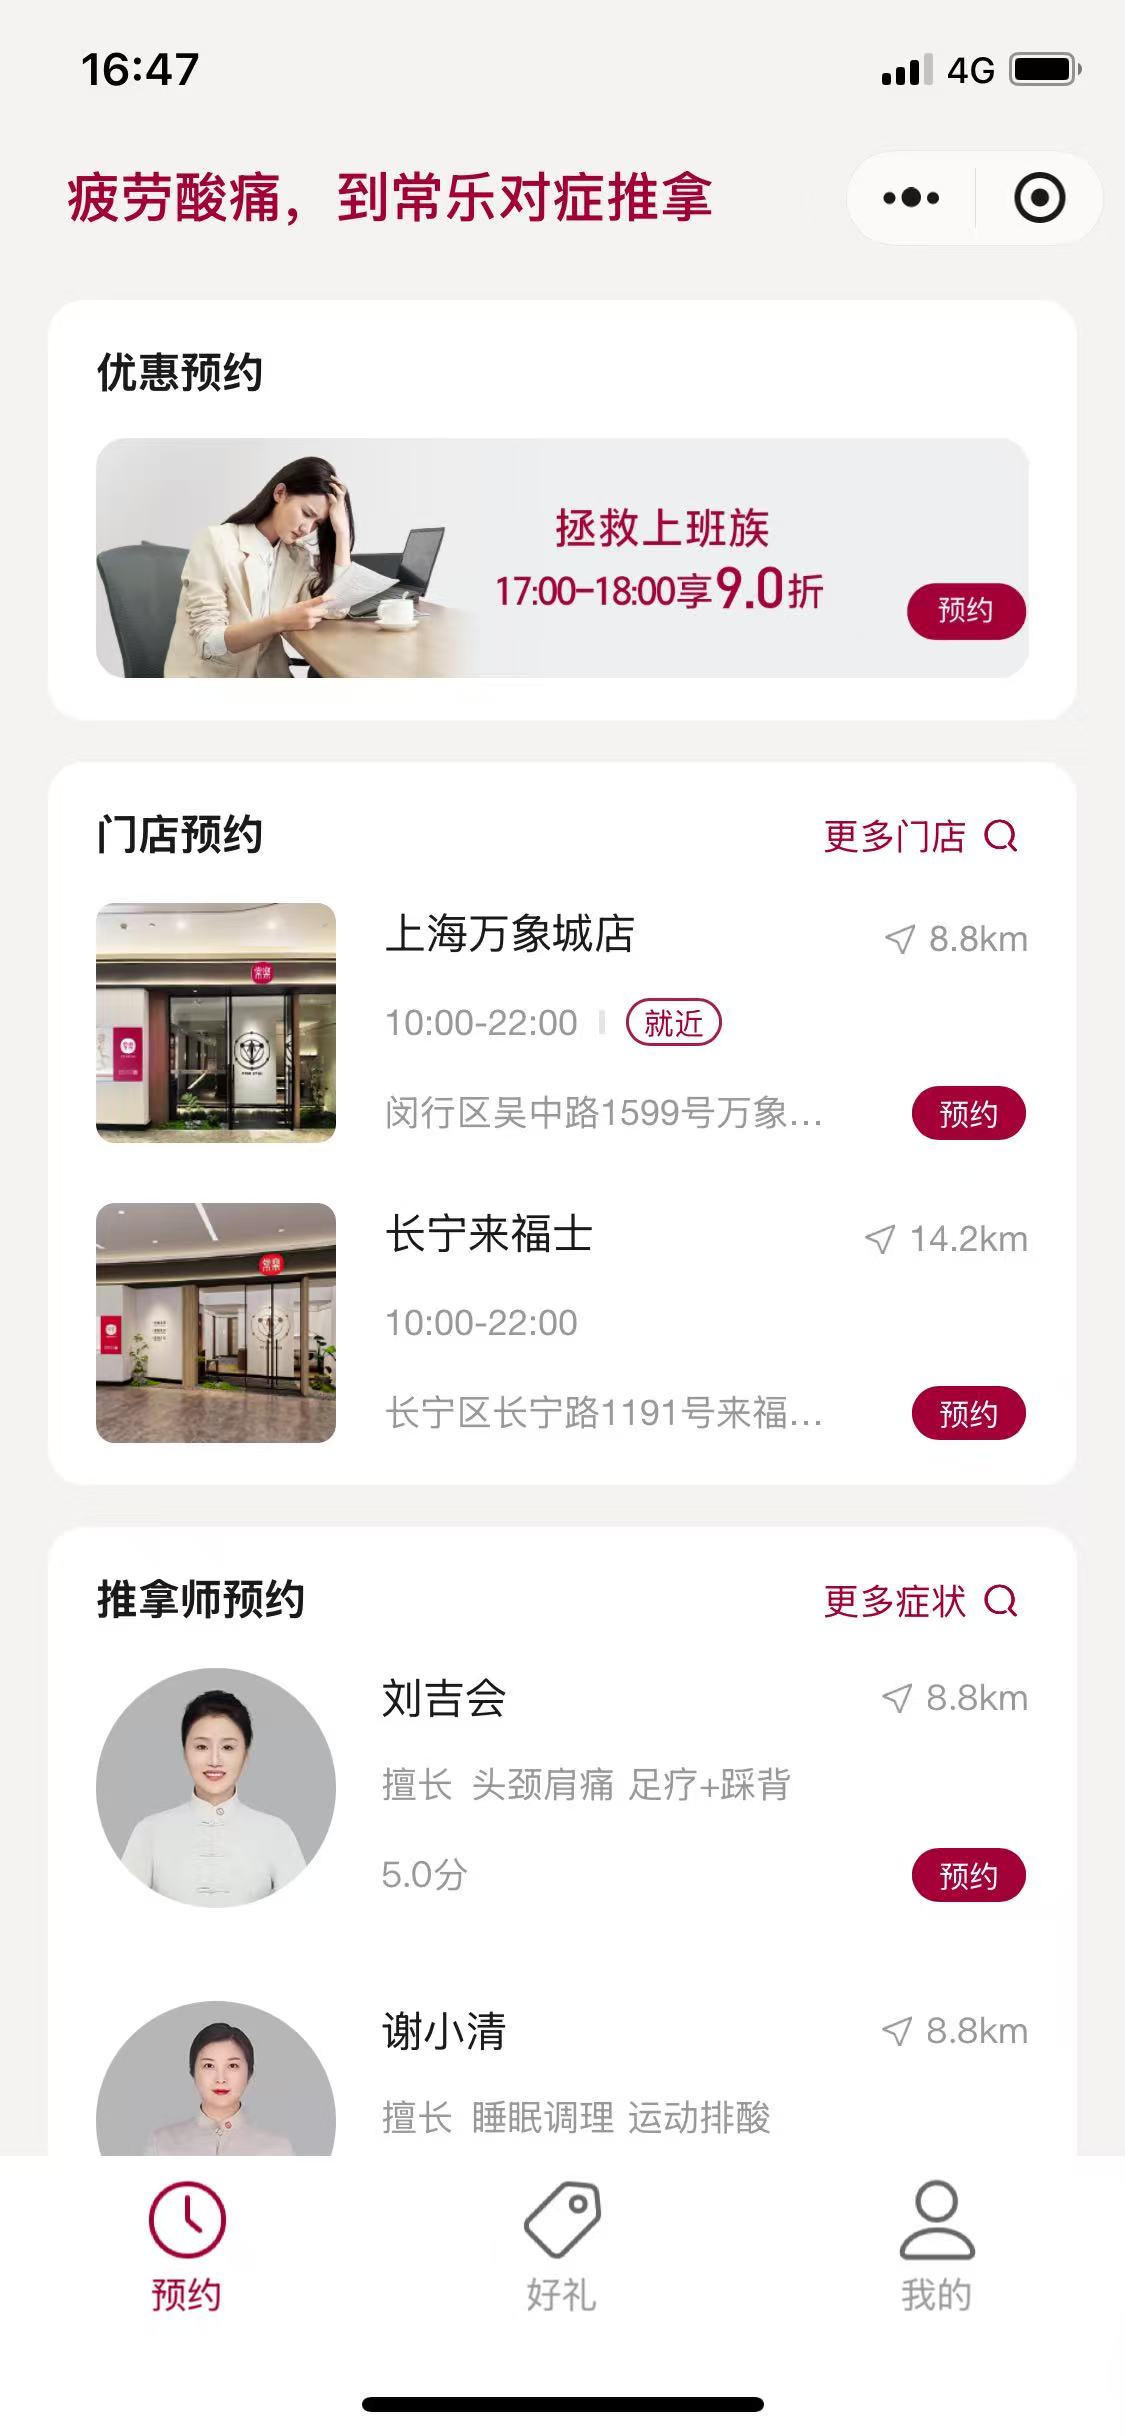 16:47
4G
疲劳酸痛，到常乐对症推拿
优惠预约
拯救上班族
17:00-18:00享9.0折
预约
门店预约
更多门店
上海万象城店
8.8km
10:00-22:00
就近
闵行区吴中路1599号万象...
预约
常樂
长宁来福士
14.2km
10:00-22:00
长宁区长宁路1191号来福...
预约
常樂
推拿师预约
更多症状
刘吉会
8.8km
擅长 头颈肩痛 足疗+踩背
5.0分
预约
谢小清
8.8km
擅长 睡眠调理 运动排酸
预约
好礼
我的